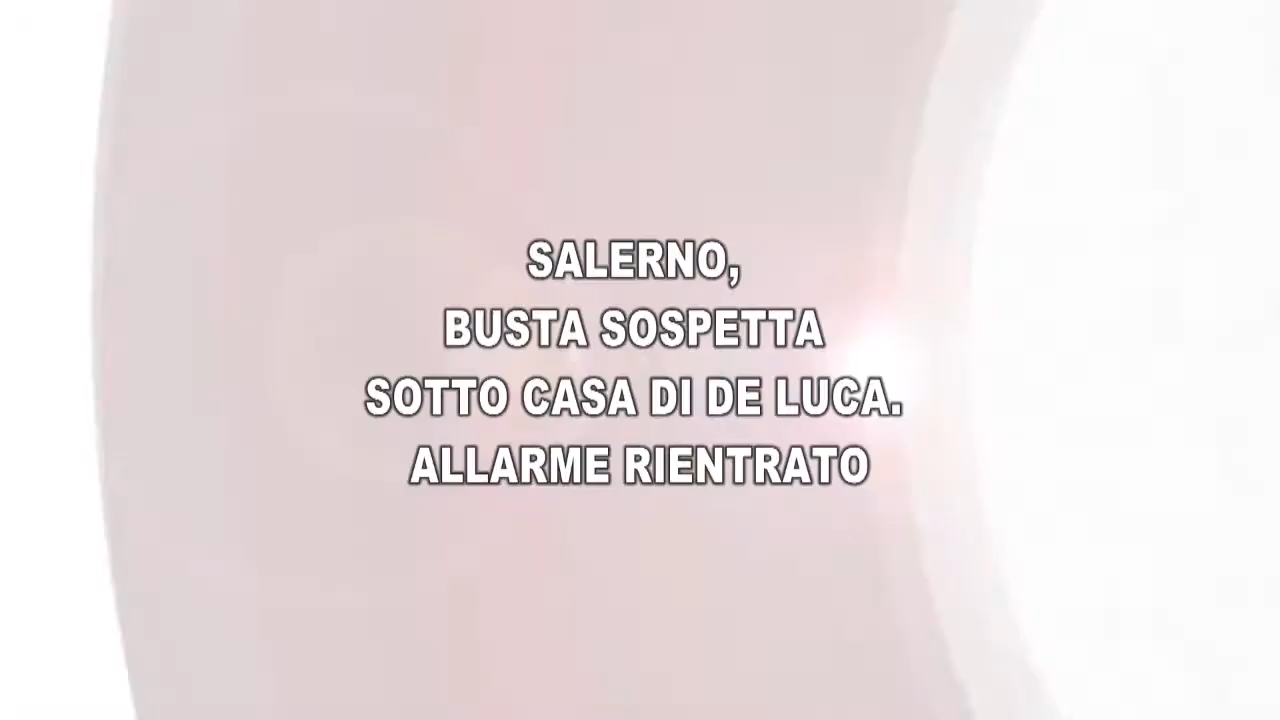 SALERNO,
BUSTA SOSPETTA
SOTTO CASA DI DE LUCA.
ALLARME RIENTRATO